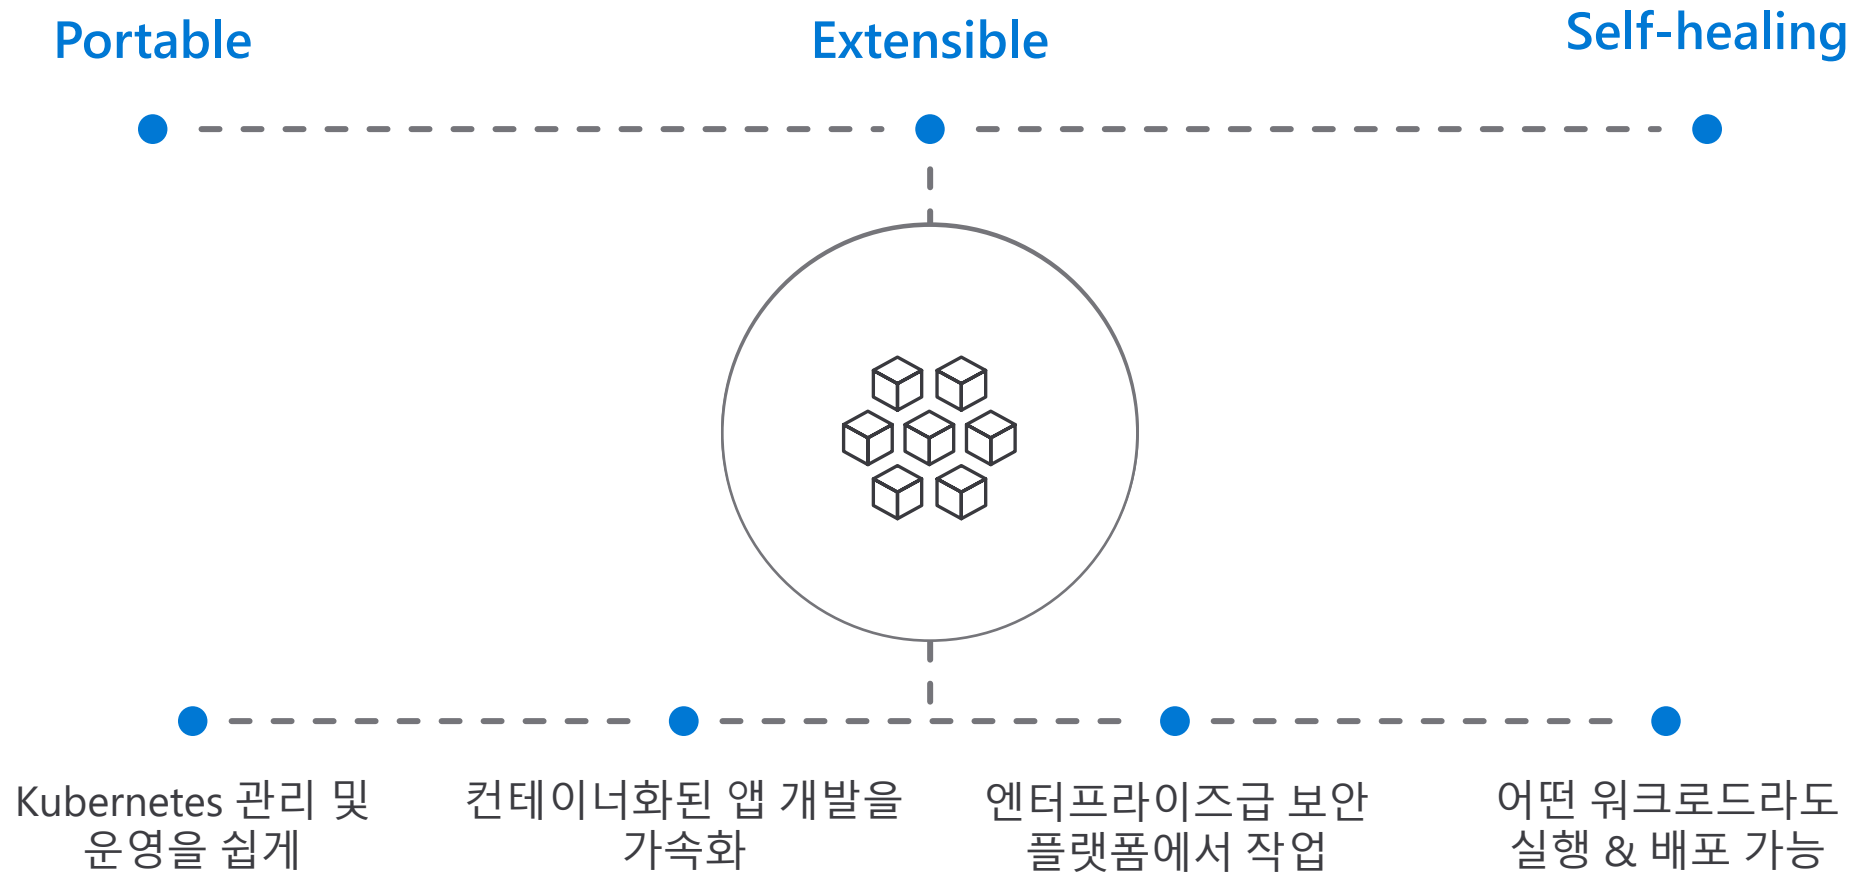 Portable
Extensible
Self-healing
Kubernetes 관리 및
운영을 쉽게
컨테이너화된 앱 개발을
가속화
엔터프라이즈급 보안
플랫폼에서 작업
어떤 워크로드라도
실행 & 배포 가능